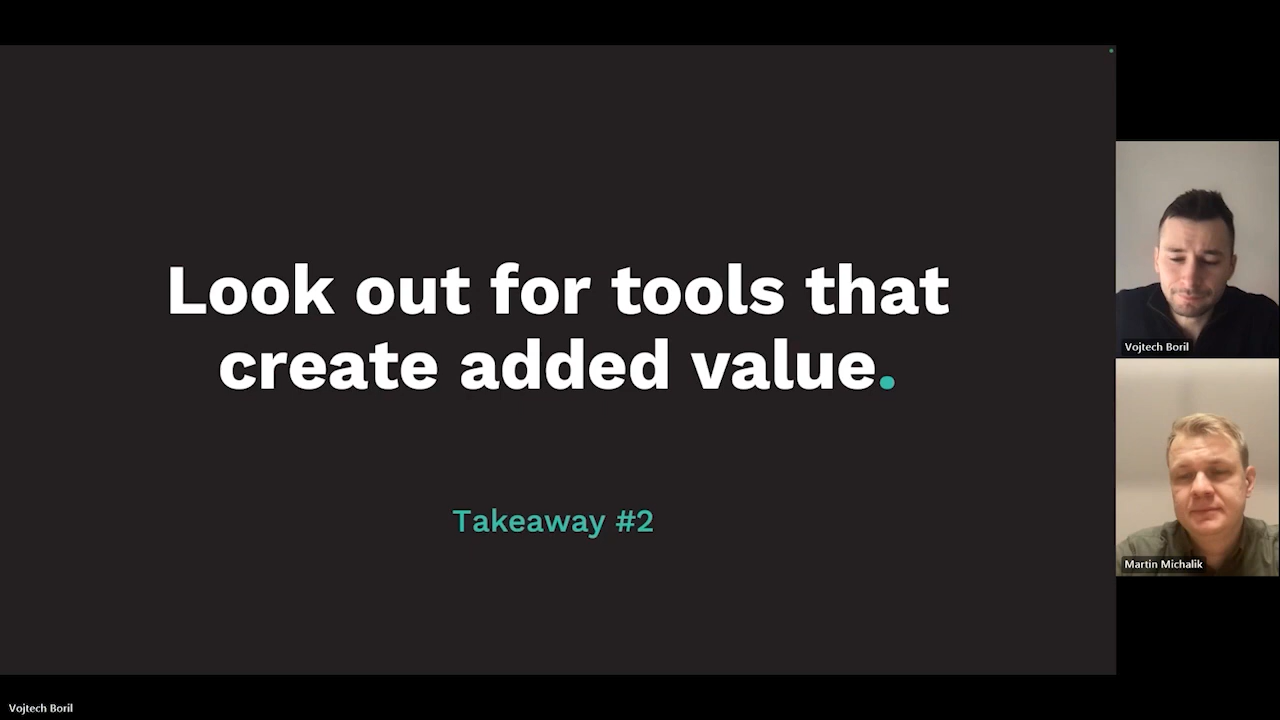 Look out for tools that
create added value.
Takeaway #2
Vojtech Boril
Martin Michalik
Vojtech Boril